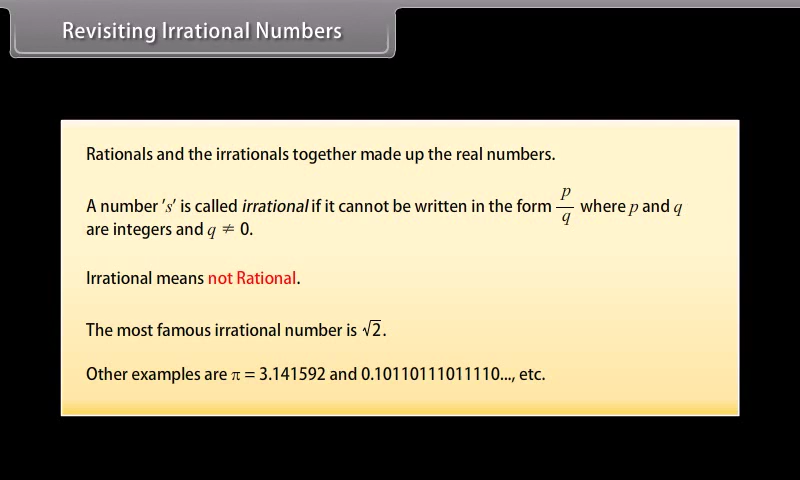 Revisiting Irrational Numbers
Rationals and the irrationals together made up the real numbers.
A number 's' is called irrational if it cannot be written in the form p/q where p and q
are integers and q ≠ 0.
Irrational means not Rational.
The most famous irrational number is √2.
Other examples are π = 3.141592 and 0.10110111011110..., etc.